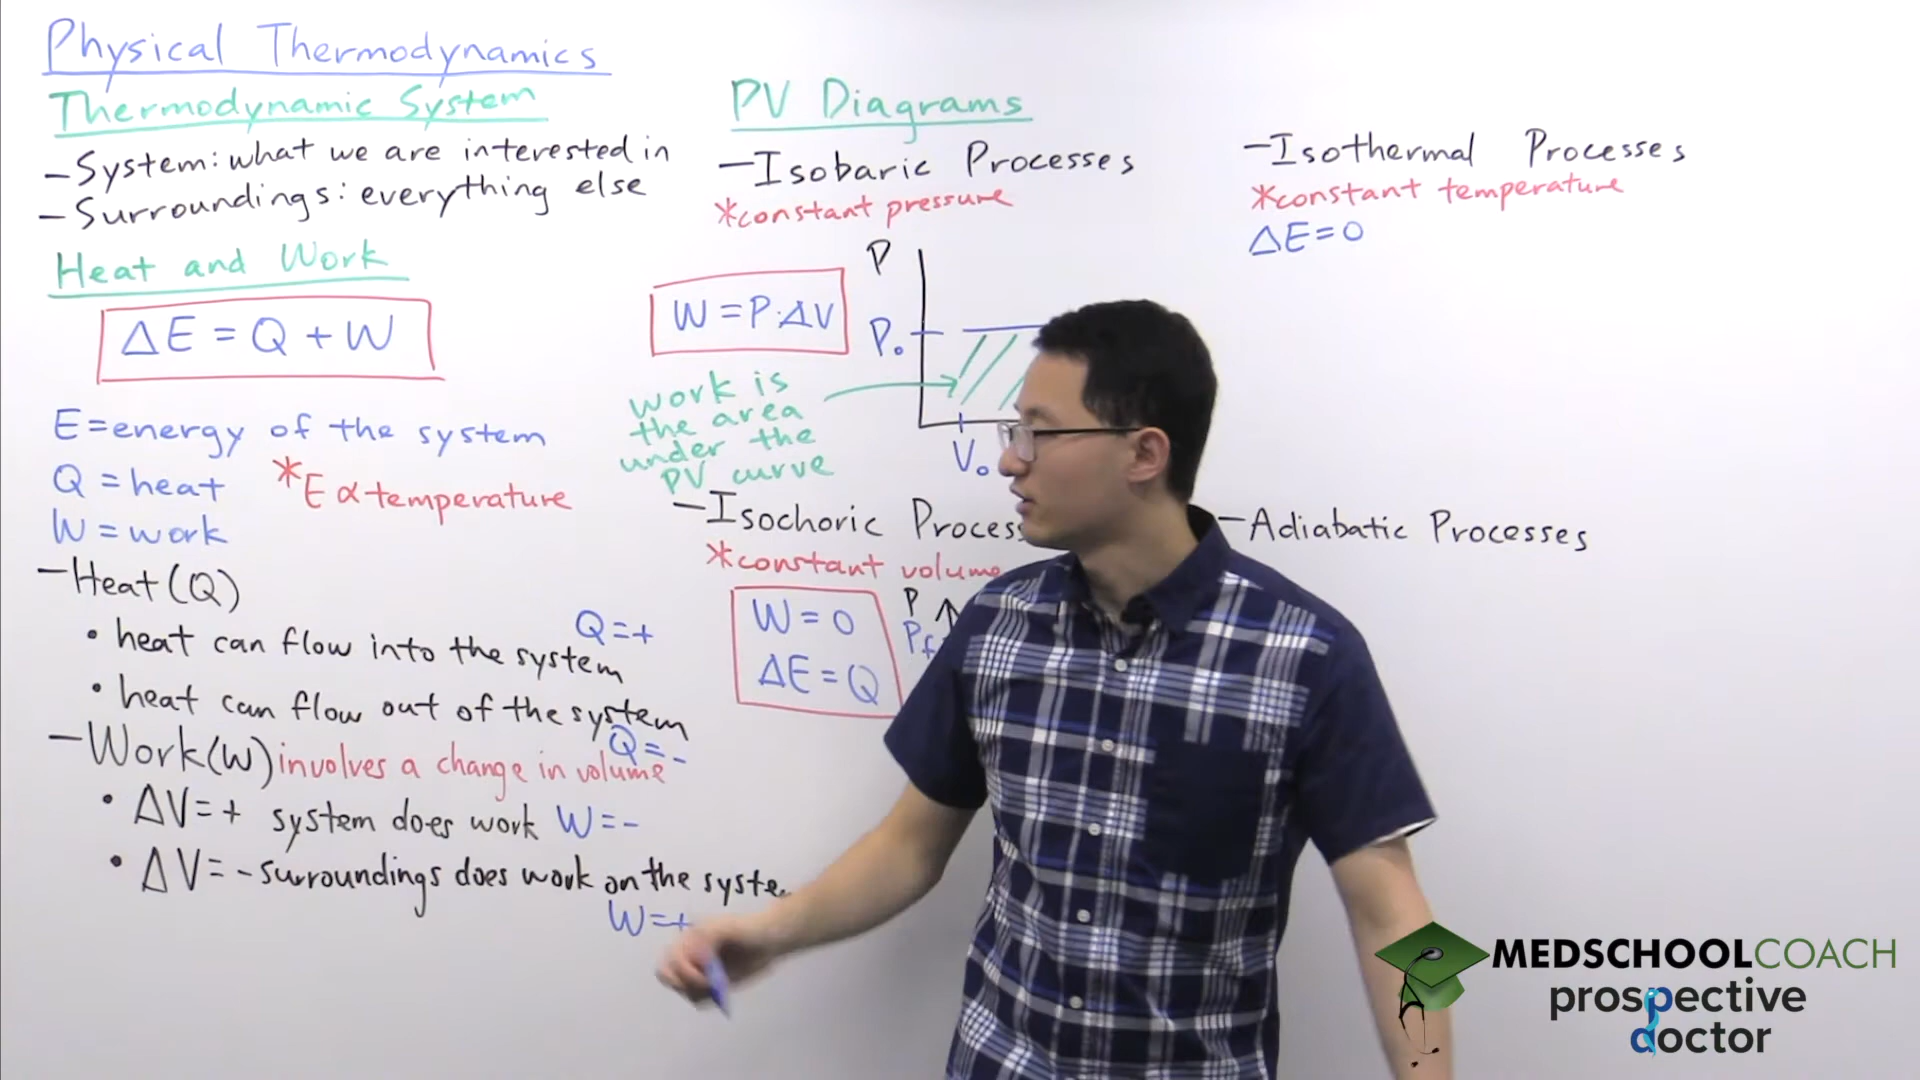 Physical Thermodynamics
Thermodynamic System
-System: what we are interested in
-Surroundings: everything else
Heat and Work
ΔE = Q + W
E=energy of the system
Q = heat
*E α temperature
W = work
-Heat (Q)
• heat can flow into the system
Q=+
• heat can flow out of the system
Q=-
-Work(W) involves a change in volume
• ΔV=+ system does work W=-
• ΔV=- surroundings does work on the syste
W=+
PV Diagrams
-Isobaric Processes
*constant pressure
W=P·ΔV
P
P₀
V₀
work is
the area
under the
PV curve
-Isochoric Process
*constant volume
W=0
ΔE=Q
P
Pf
-Isothermal Processes
*constant temperature
ΔE=0
-Adiabatic Processes
MEDSCHOOLCOACH
prospective
doctor